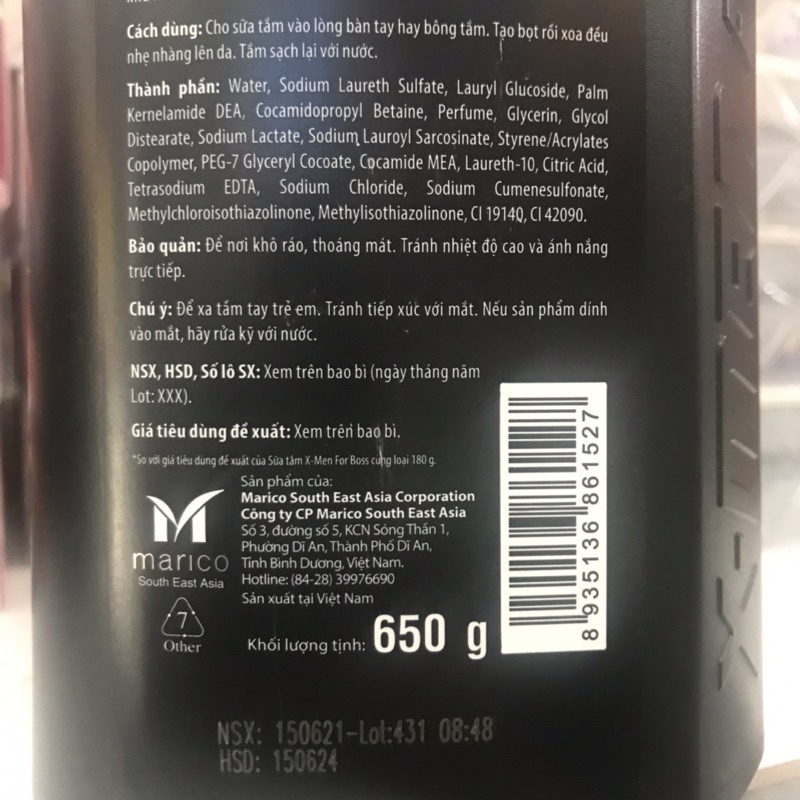 Cách dùng: Cho sữa tắm vào lòng bàn tay hay bông tắm. Tạo bọt rồi xoa đều
nhẹ nhàng lên da. Tắm sạch lại với nước.
Thành phần: Water, Sodium Laureth Sulfate, Lauryl Glucoside, Palm
Kernelamide DEA, Cocamidopropyl Betaine, Perfume, Glycerin, Glycol
Distearate, Sodium Lactate, Sodium Lauroyl Sarcosinate, Styrene/Acrylates
Copolymer, PEG-7 Glyceryl Cocoate, Cocamide MEA, Laureth-10, Citric Acid,
Tetrasodium EDTA, Sodium Chloride, Sodium Cumenesulfonate,
Methylchloroisothiazolinone, Methylisothiazolinone, CI 19140, CI 42090.
Bảo quản: Để nơi khô ráo, thoáng mát. Tránh nhiệt độ cao và ánh nắng
trực tiếp.
Chú ý: Để xa tầm tay trẻ em. Tránh tiếp xúc với mắt. Nếu sản phẩm dính
vào mắt, hãy rửa kỹ với nước.
NSX, HSD, Số lô SX: Xem trên bao bì (ngày tháng năm
Lot: XXX).
Giá tiêu dùng đề xuất: Xem trên bao bì.
*So với giá tiêu dùng đề xuất của Sữa tắm X-Men For Boss cùng loại 180 g.
Sản phẩm của:
Marico South East Asia Corporation
Công ty CP Marico South East Asia
Số 3, đường số 5, KCN Sóng Thần 1,
Phường Dĩ An, Thành Phố Dĩ An,
Tỉnh Bình Dương, Việt Nam.
Hotline: (84-28) 39976690
Sản xuất tại Việt Nam
marico
South East Asia
7
Other
Khối lượng tịnh: 650 g
8 935136 861527
NSX: 150621-Lot:431 08:48
HSD: 150624